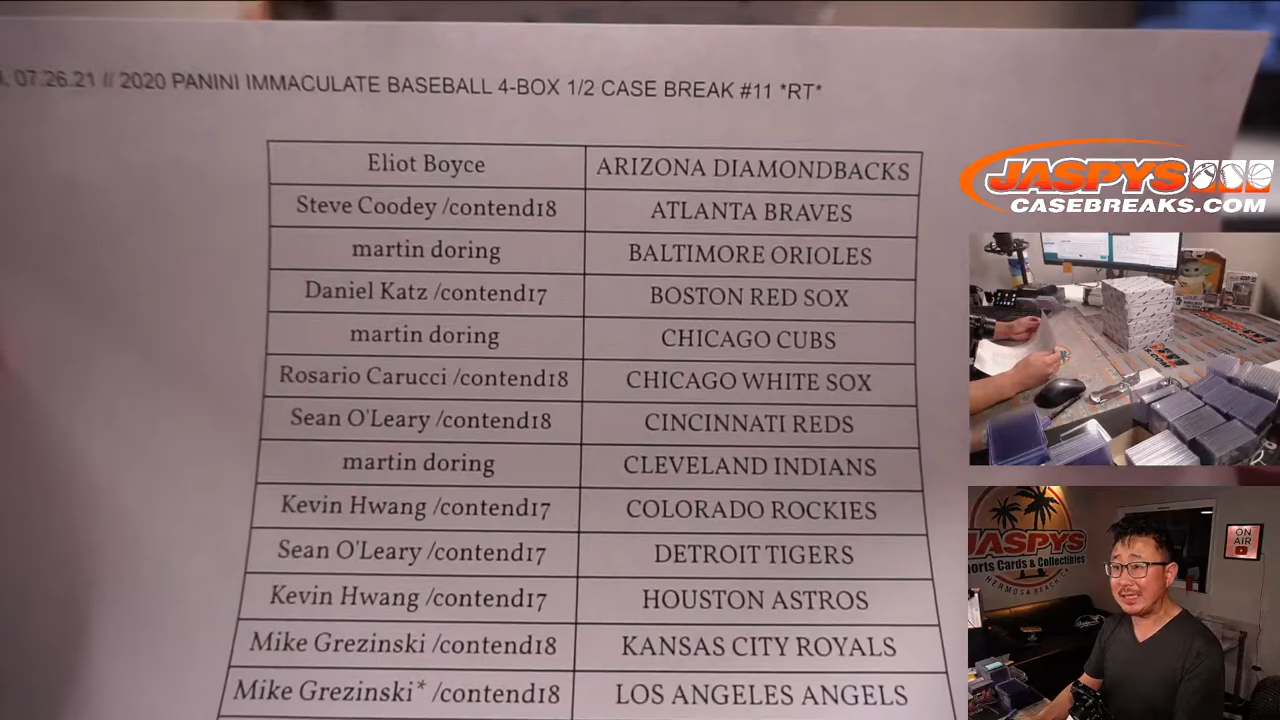 07.26.21 // 2020 PANINI IMMACULATE BASEBALL 4-BOX 1/2 CASE BREAK #11 *RT*
Eliot Boyce ARIZONA DIAMONDBACKS
Steve Coodey /contend18 ATLANTA BRAVES
martin doring BALTIMORE ORIOLES
Daniel Katz /contend17 BOSTON RED SOX
martin doring CHICAGO CUBS
Rosario Carucci /contend18 CHICAGO WHITE SOX
Sean O'Leary /contend18 CINCINNATI REDS
martin doring CLEVELAND INDIANS
Kevin Hwang /contend17 COLORADO ROCKIES
Sean O'Leary /contend17 DETROIT TIGERS
Kevin Hwang /contend17 HOUSTON ASTROS
Mike Grezinski /contend18 KANSAS CITY ROYALS
Mike Grezinski* /contend18 LOS ANGELES ANGELS
JASPYS
CASEBREAKS.COM
JASPYS
ports Cards & Collectibles
HERMOSA BEACH, CA
ON
AIR